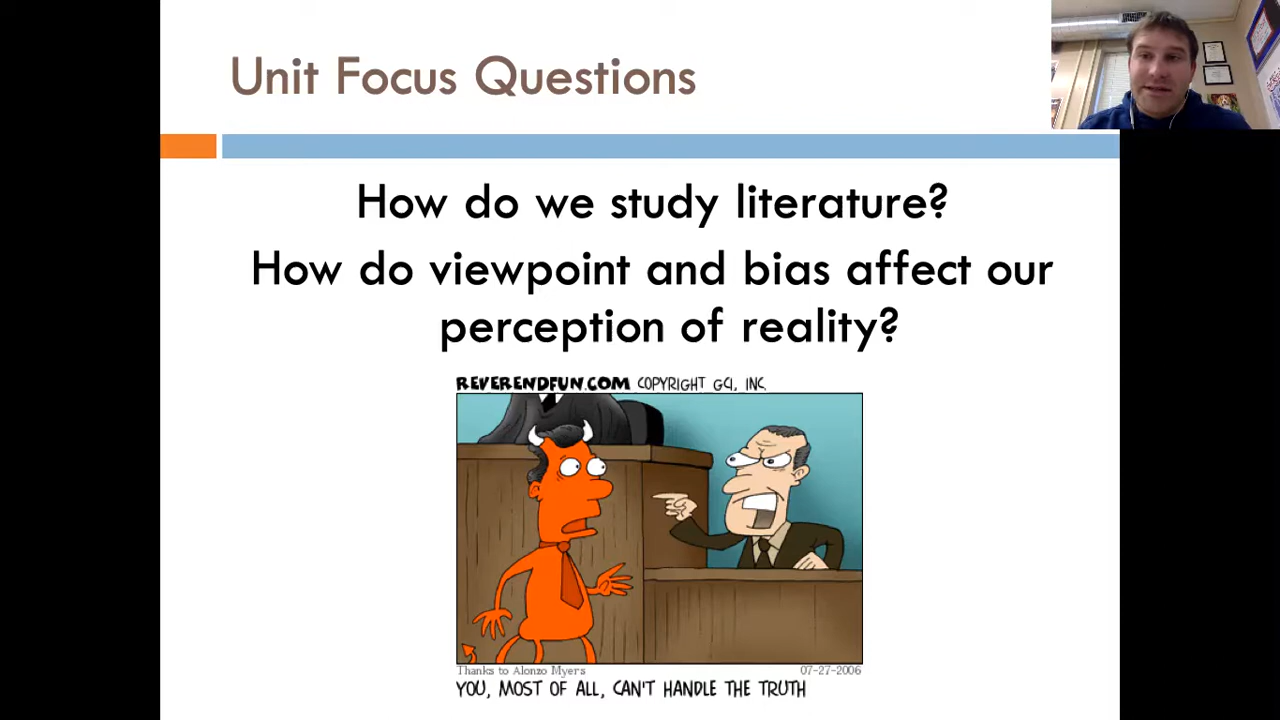 Unit Focus Questions
How do we study literature?
How do viewpoint and bias affect our
perception of reality?
REVERENDFUN.COM COPYRIGHT GCI, INC.
Thanks to Alonzo Myers 07-27-2006
YOU, MOST OF ALL, CAN'T HANDLE THE TRUTH